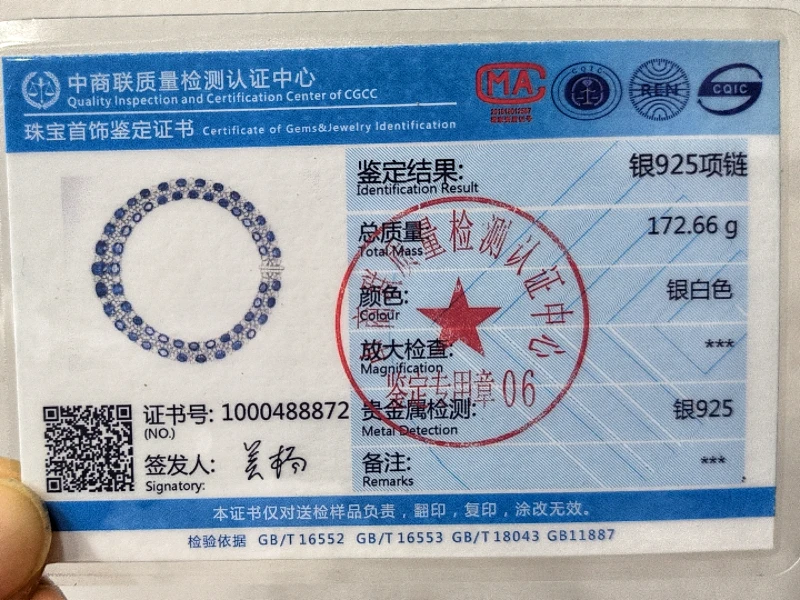 中商联质量检测认证中心
Quality Inspection and Certification Center of CGCC
珠宝首饰鉴定证书 Certificate of Gems&Jewelry Identification
MA
CQIC
REN
CQIC
鉴定结果: 银925项链
Identification Result
总质量 172.66 g
Total Mass
颜色: 银白色
Colour
放大检查: ***
Magnification
贵金属检测: 银925
Metal Detection
备注: ***
Remarks
质量检测认证中心
鉴定专用章06
证书号: 1000488872
(NO.)
签发人:
Signatory:
本证书仅对送检样品负责，翻印，复印，涂改无效。
检验依据 GB/T 16552 GB/T 16553 GB/T 18043 GB11887